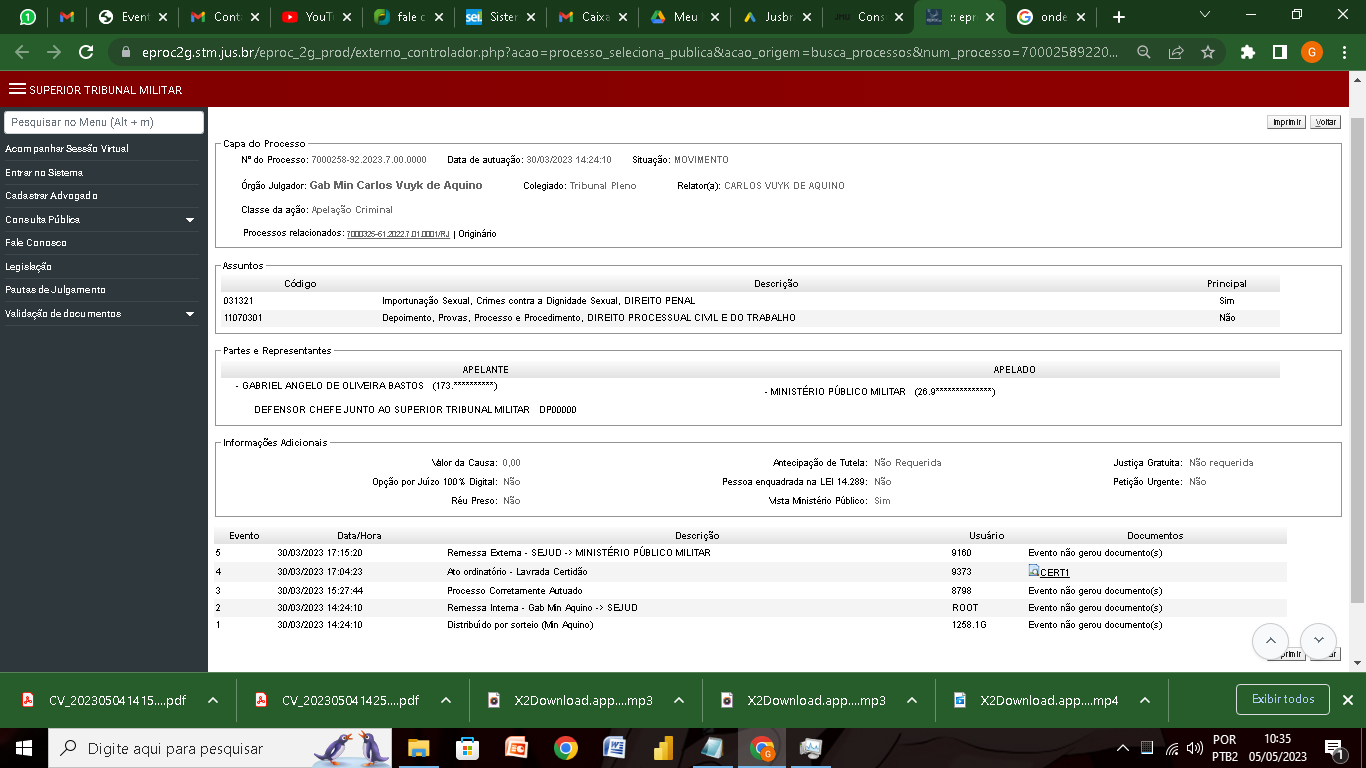 Event
Cont
YouT
fale c
Sister
Caixa
Meu
Jusbr
Cons
:: epr
onde
eproc2g.stm.jus.br/eproc_2g_prod/externo_controlador.php?acao=processo_seleciona_publica&acao_origem=busca_processos&num_processo=70002589220...
G
SUPERIOR TRIBUNAL MILITAR
Pesquisar no Menu (Alt + m)
Acompanhar Sessão Virtual
Entrar no Sistema
Cadastrar Advogado
Consulta Pública
Fale Conosco
Legislação
Pautas de Julgamento
Validação de documentos
Imprimir Voltar
Capa do Processo
Nº do Processo: 7000258-92.2023.7.00.0000 Data de autuação: 30/03/2023 14:24:10 Situação: MOVIMENTO
Órgão Julgador: Gab Min Carlos Vuyk de Aquino Colegiado: Tribunal Pleno Relator(a): CARLOS VUYK DE AQUINO
Classe da ação: Apelação Criminal
Processos relacionados: 7000325-61.2022.7.01.0001/RJ | Originário
Assuntos
Código Descrição Principal
031321 Importunação Sexual, Crimes contra a Dignidade Sexual, DIREITO PENAL Sim
11070301 Depoimento, Provas, Processo e Procedimento, DIREITO PROCESSUAL CIVIL E DO TRABALHO Não
Partes e Representantes
APELANTE APELADO
- GABRIEL ANGELO DE OLIVEIRA BASTOS (173.**********)
- MINISTÉRIO PÚBLICO MILITAR (26.9**************)
DEFENSOR CHEFE JUNTO AO SUPERIOR TRIBUNAL MILITAR DP00000
Informações Adicionais
Valor da Causa: 0,00 Antecipação de Tutela: Não Requerida Justiça Gratuita: Não requerida
Opção por Juízo 100% Digital: Não Pessoa enquadrada na LEI 14.289: Não Petição Urgente: Não
Réu Preso: Não Vista Ministério Público: Sim
Evento Data/Hora Descrição Usuário Documentos
5 30/03/2023 17:15:20 Remessa Externa - SEJUD -> MINISTÉRIO PÚBLICO MILITAR 9160 Evento não gerou documento(s)
4 30/03/2023 17:04:23 Ato ordinatório - Lavrada Certidão 9373 CERT1
3 30/03/2023 15:27:44 Processo Corretamente Autuado 8798 Evento não gerou documento(s)
2 30/03/2023 14:24:10 Remessa Interna - Gab Min Aquino -> SEJUD ROOT Evento não gerou documento(s)
1 30/03/2023 14:24:10 Distribuído por sorteio (Min Aquino) 1258.1G Evento não gerou documento(s)
CV_202305041415....pdf
CV_202305041425....pdf
X2Download.app....mp3
X2Download.app....mp3
X2Download.app....mp4
Exibir todos
Digite aqui para pesquisar
POR
PTB2
10:35
05/05/2023
1